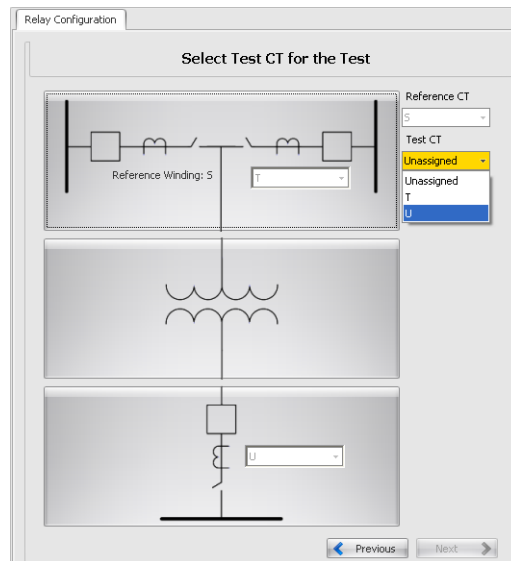 Relay Configuration
Select Test CT for the Test
Reference CT
S
Test CT
Unassigned
Unassigned
T
U
Reference Winding: S
T
U
Previous
Next